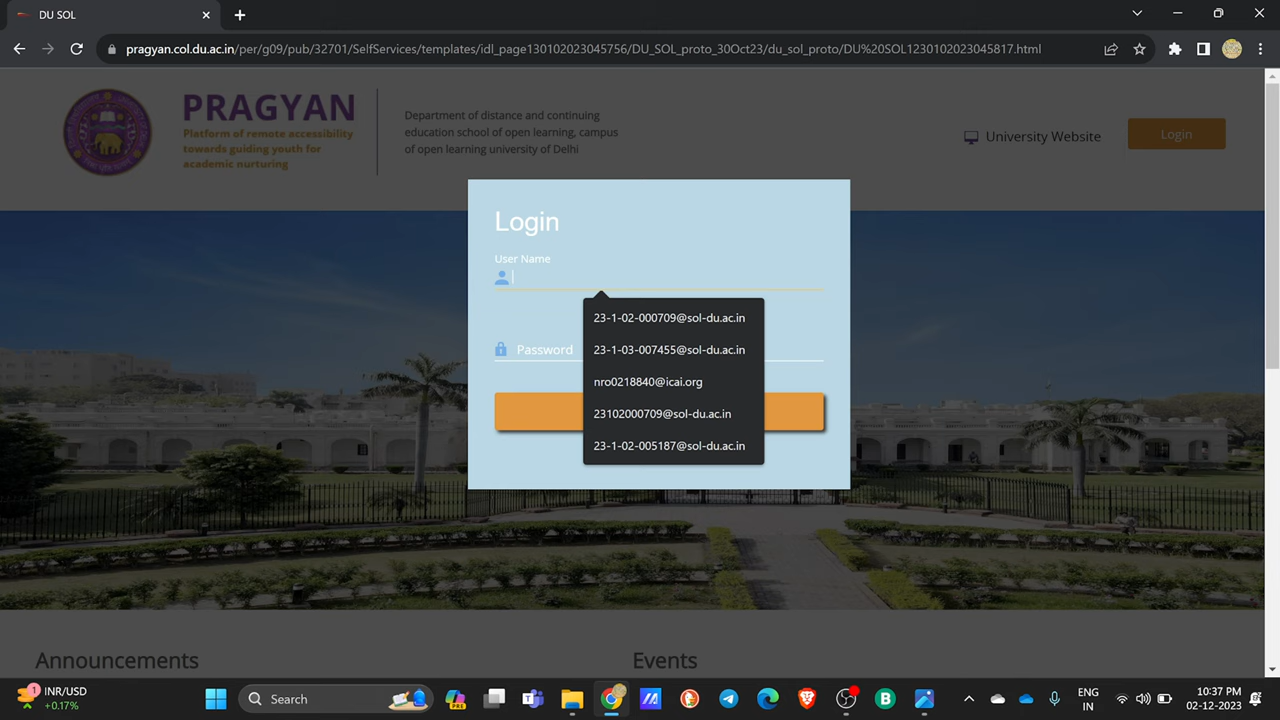 DU SOL
pragyan.col.du.ac.in/per/g09/pub/32701/SelfServices/templates/idl_page130102023045756/DU_SOL_proto_30Oct23/du_sol_proto/DU%20SOL1230102023045817.html
PRAGYAN
Platform of remote accessibility
towards guiding youth for
academic nurturing
Department of distance and continuing
education school of open learning, campus
of open learning university of Delhi
University Website
Login
Login
User Name
23-1-02-000709@sol-du.ac.in
23-1-03-007455@sol-du.ac.in
nro0218840@icai.org
23102000709@sol-du.ac.in
23-1-02-005187@sol-du.ac.in
Password
Announcements
Events
1
INR/USD
+0.17%
Search
ENG
IN
10:37 PM
02-12-2023